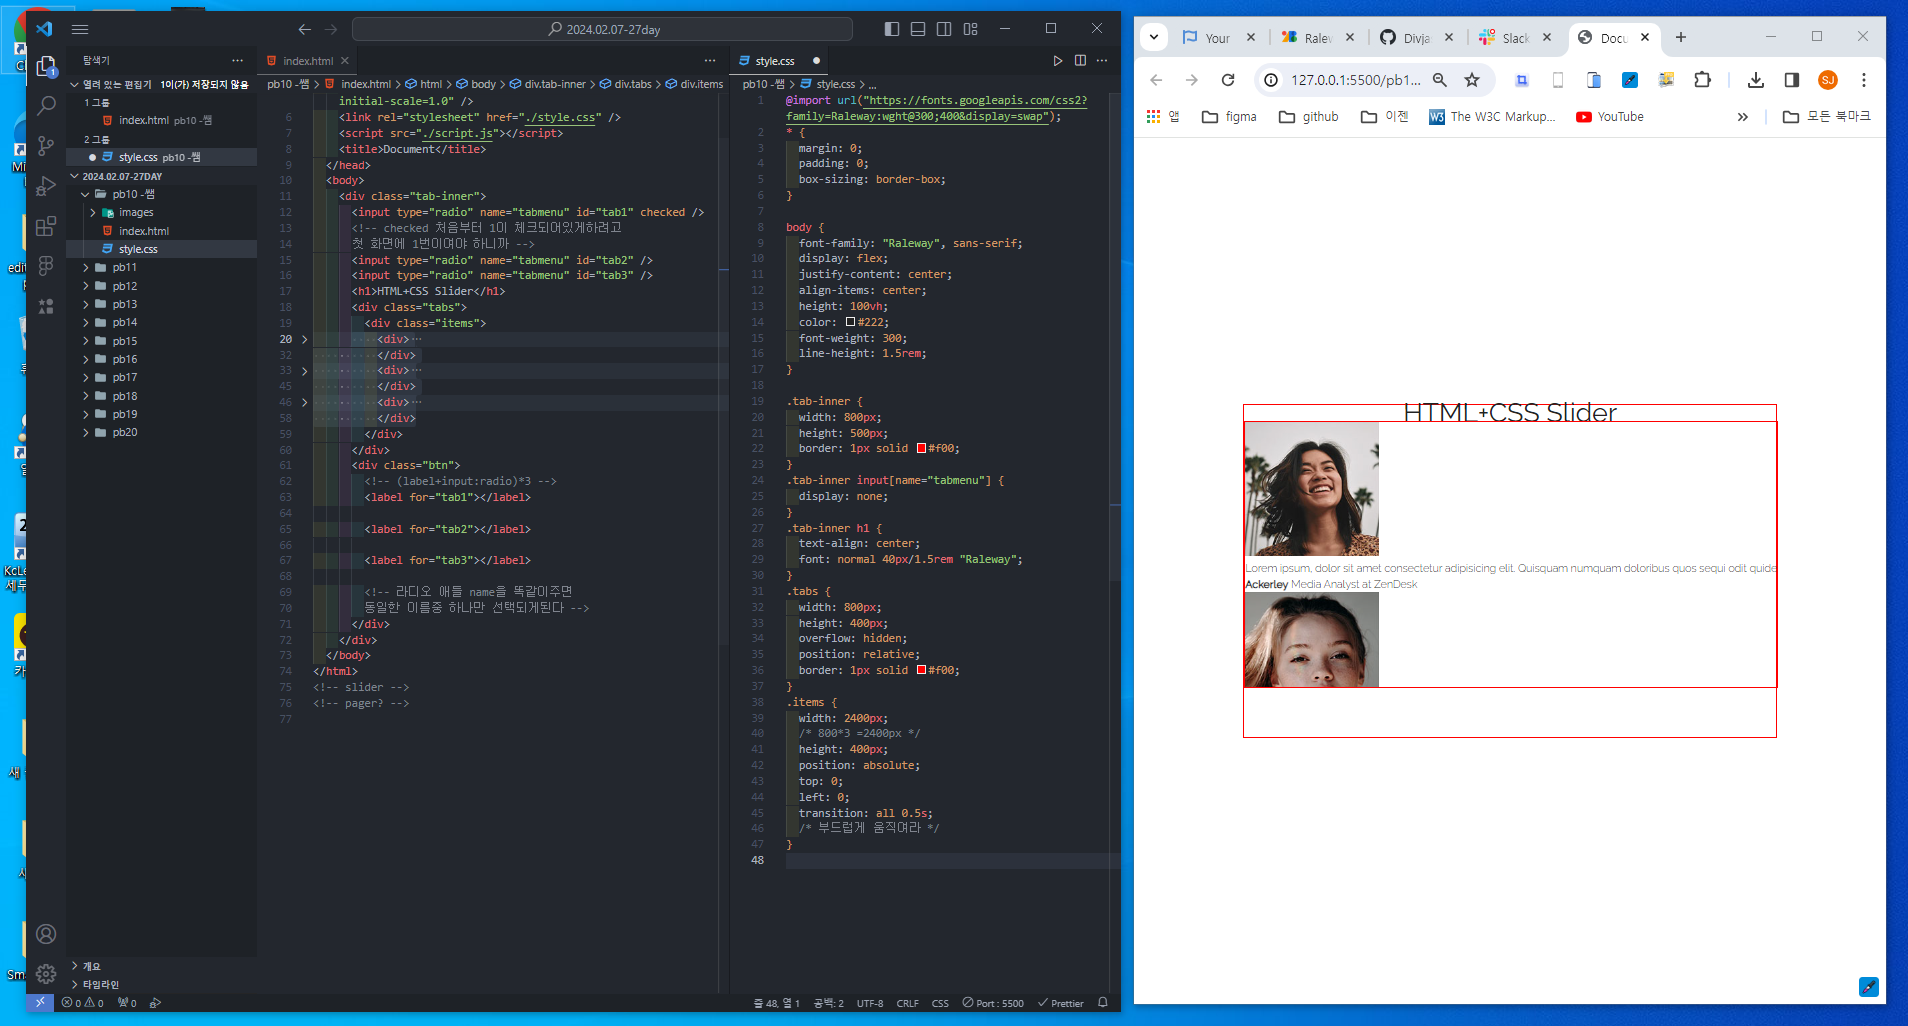 2024.02.07-27day
탐색기
열려 있는 편집기 1이(가) 저장되지 않음
1 그룹
index.html pb10 -쌤
2 그룹
style.css pb10 -쌤
2024.02.07-27DAY
pb10 -쌤
images
index.html
style.css
pb11
pb12
pb13
pb14
pb15
pb16
pb17
pb18
pb19
pb20
개요
타임라인
index.html
pb10 -쌤 > index.html > html > body > div.tab-inner > div.tabs > div.items
initial-scale=1.0" />
6 <link rel="stylesheet" href="./style.css" />
7 <script src="./script.js"></script>
8 <title>Document</title>
9 </head>
10 <body>
11 <div class="tab-inner">
12 <input type="radio" name="tabmenu" id="tab1" checked />
13 <!-- checked 처음부터 1이 체크되어있게하려고
14 첫 화면에 1번이여야 하니까 -->
15 <input type="radio" name="tabmenu" id="tab2" />
16 <input type="radio" name="tabmenu" id="tab3" />
17 <h1>HTML+CSS Slider</h1>
18 <div class="tabs">
19 <div class="items">
20 <div>…
32 </div>
33 <div>…
45 </div>
46 <div>…
58 </div>
59 </div>
60 </div>
61 <div class="btn">
62 <!-- (label+input:radio)*3 -->
63 <label for="tab1"></label>
64
65 <label for="tab2"></label>
66
67 <label for="tab3"></label>
68
69 <!-- 라디오 애들 name을 똑같이주면
70 동일한 이름중 하나만 선택되게된다 -->
71 </div>
72 </div>
73 </body>
74 </html>
75 <!-- slider -->
76 <!-- pager? -->
77
style.css
pb10 -쌤 > style.css > ...
1 @import url("https://fonts.googleapis.com/css2?
family=Raleway:wght@300;400&display=swap");
2 * {
3 margin: 0;
4 padding: 0;
5 box-sizing: border-box;
6 }
7
8 body {
9 font-family: "Raleway", sans-serif;
10 display: flex;
11 justify-content: center;
12 align-items: center;
13 height: 100vh;
14 color: #222;
15 font-weight: 300;
16 line-height: 1.5rem;
17 }
18
19 .tab-inner {
20 width: 800px;
21 height: 500px;
22 border: 1px solid #f00;
23 }
24 .tab-inner input[name="tabmenu"] {
25 display: none;
26 }
27 .tab-inner h1 {
28 text-align: center;
29 font: normal 40px/1.5rem "Raleway";
30 }
31 .tabs {
32 width: 800px;
33 height: 400px;
34 overflow: hidden;
35 position: relative;
36 border: 1px solid #f00;
37 }
38 .items {
39 width: 2400px;
40 /* 800*3 =2400px */
41 height: 400px;
42 position: absolute;
43 top: 0;
44 left: 0;
45 transition: all 0.5s;
46 /* 부드럽게 움직여라 */
47 }
48
0 0 0
줄 48, 열 1 공백: 2 UTF-8 CRLF CSS Port : 5500 Prettier
Your
Ralew
Divja
Slack
Docu
127.0.0.1:5500/pb1...
SJ
앱 figma github 이젠 The W3C Markup... YouTube
모든 북마크
HTML+CSS Slider
Lorem ipsum, dolor sit amet consectetur adipisicing elit. Quisquam numquam doloribus quos sequi odit quide
Ackerley Media Analyst at ZenDesk